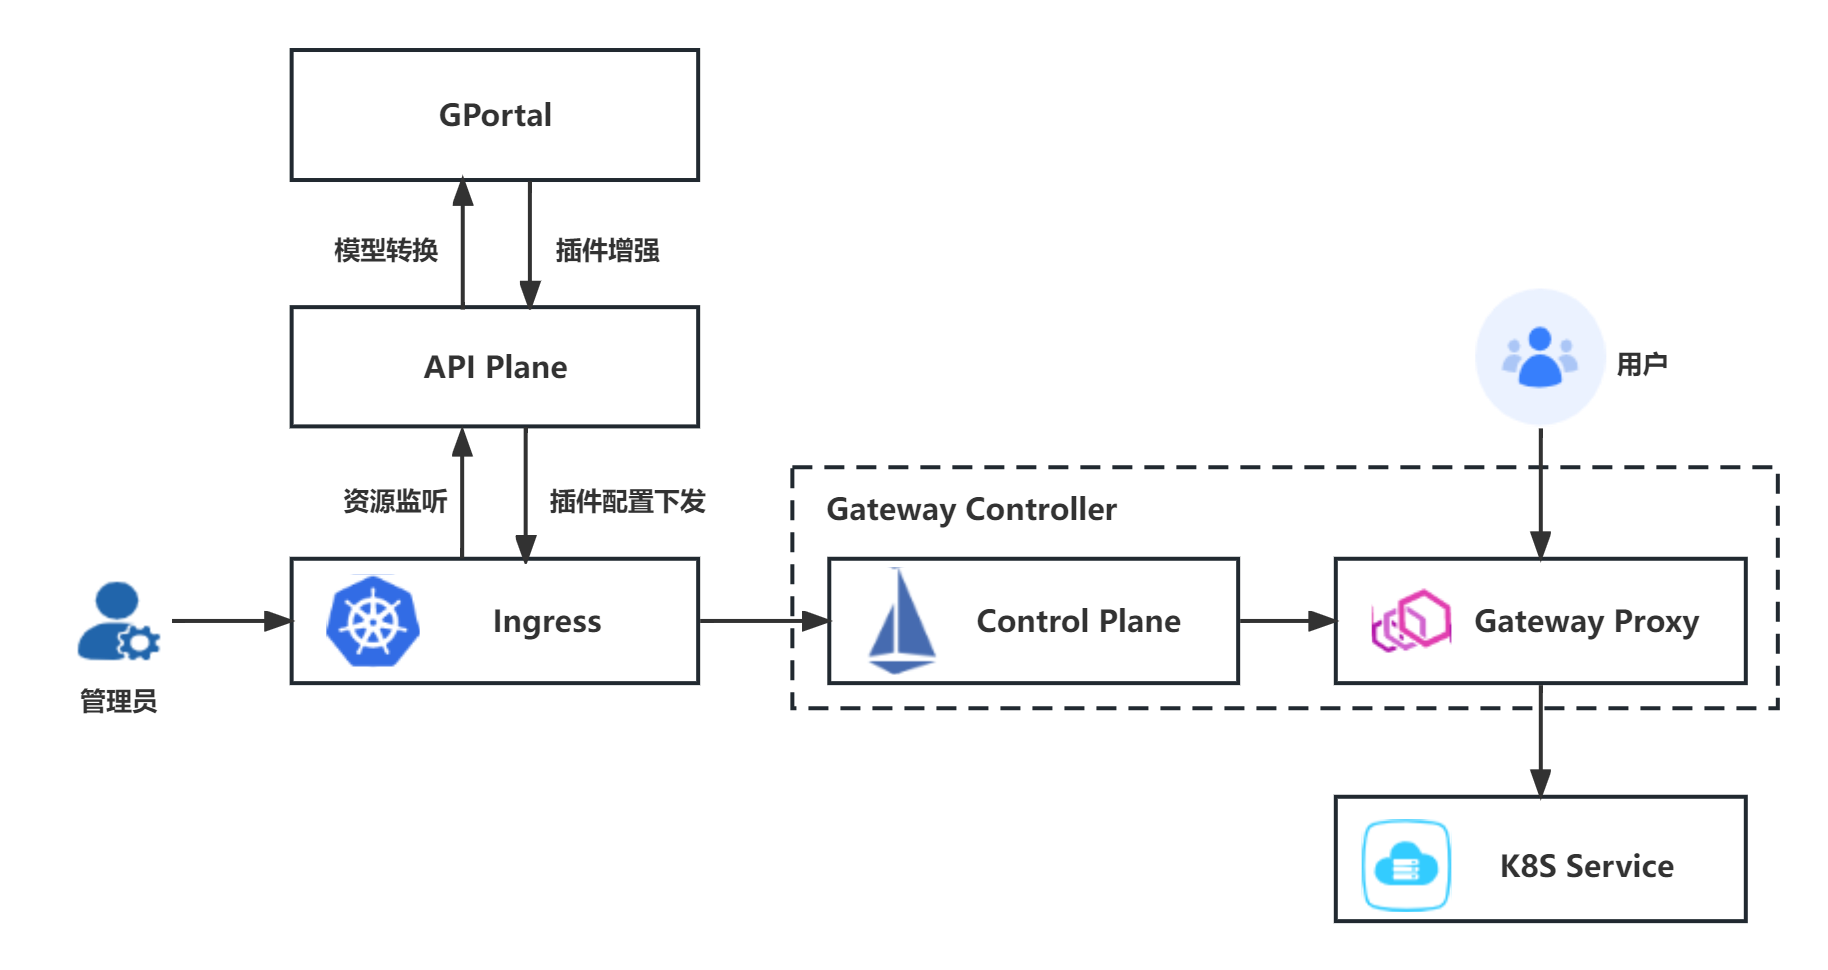 GPortal
模型转换
插件增强
API Plane
用户
资源监听
插件配置下发
Gateway Controller
Ingress
Control Plane
Gateway Proxy
管理员
K8S Service